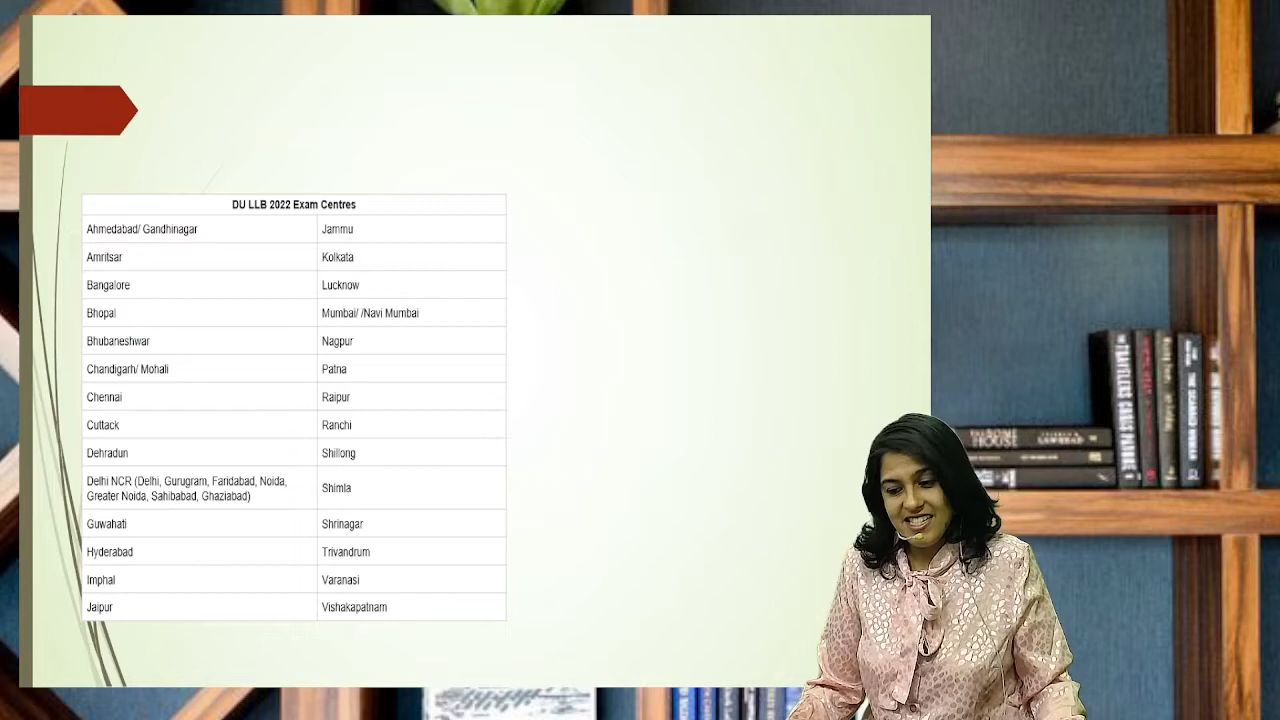 DU LLB 2022 Exam Centres
Ahmedabad/ Gandhinagar Jammu
Amritsar Kolkata
Bangalore Lucknow
Bhopal Mumbai/ /Navi Mumbai
Bhubaneshwar Nagpur
Chandigarh/ Mohali Patna
Chennai Raipur
Cuttack Ranchi
Dehradun Shillong
Delhi NCR (Delhi, Gurugram, Faridabad, Noida,
Greater Noida, Sahibabad, Ghaziabad) Shimla
Guwahati Shrinagar
Hyderabad Trivandrum
Imphal Varanasi
Jaipur Vishakapatnam
HOUSE